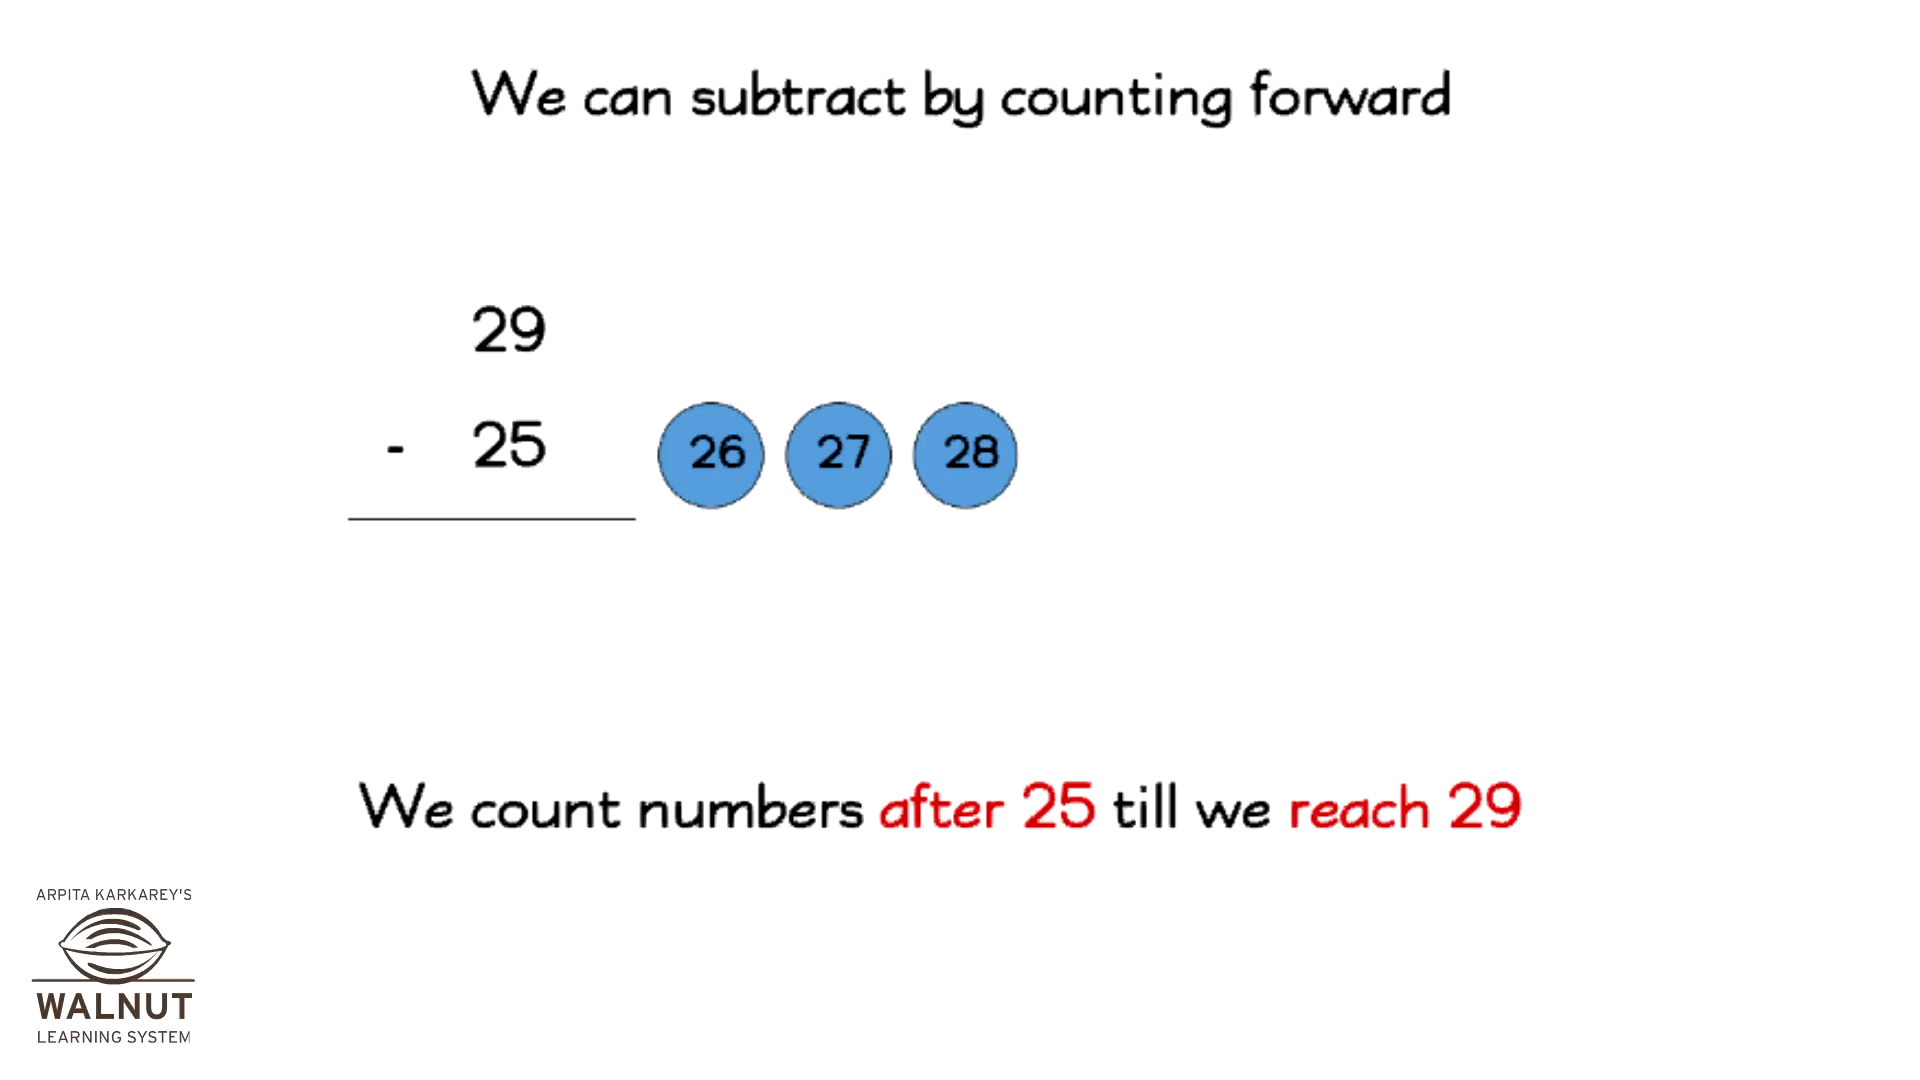 We can subtract by counting forward
29
- 25 26 27 28
We count numbers after 25 till we reach 29
ARPITA KARKAREY'S
WALNUT
LEARNING SYSTEM